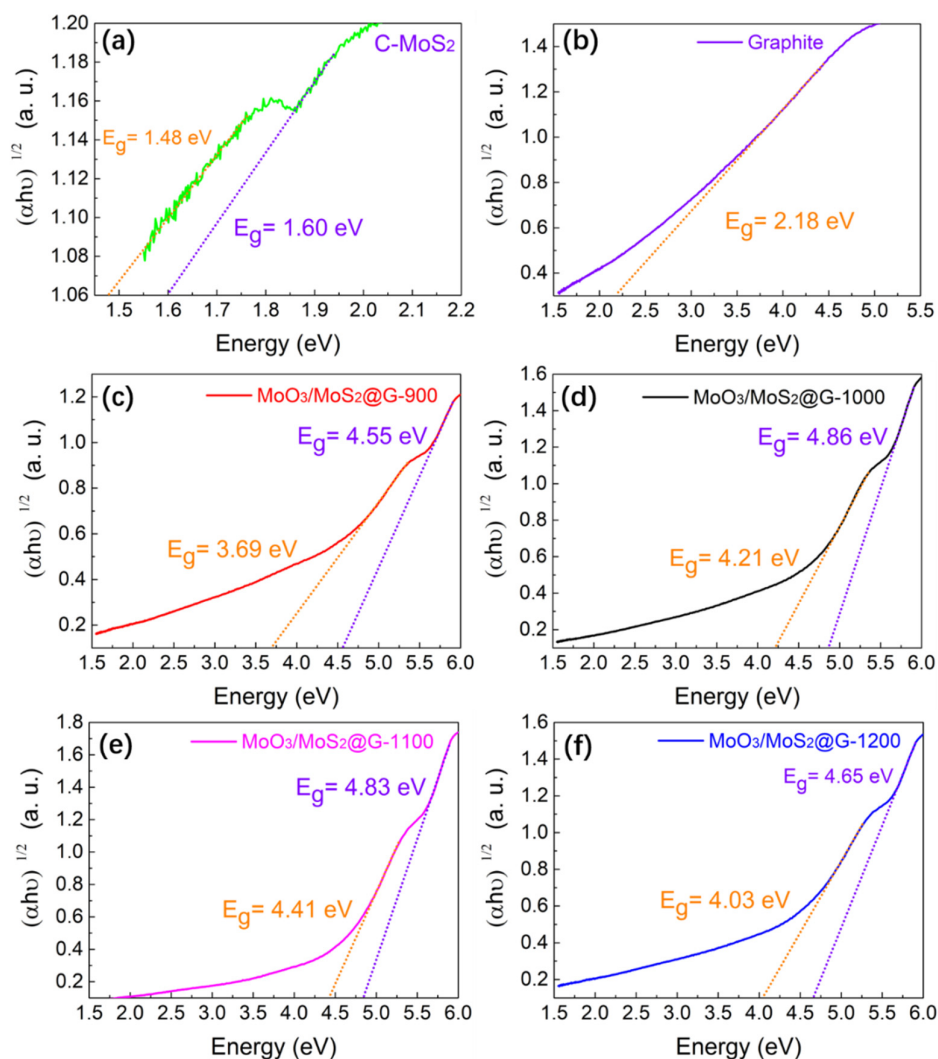 (a)
C-MoS₂
E_g= 1.48 eV
E_g= 1.60 eV
(αhυ) ^1/2 (a. u.)
1.20
1.18
1.16
1.14
1.12
1.10
1.08
1.06
1.5 1.6 1.7 1.8 1.9 2.0 2.1 2.2
Energy (eV)
(b)
Graphite
E_g= 2.18 eV
(αhυ) ^1/2 (a. u.)
1.4
1.2
1.0
0.8
0.6
0.4
1.5 2.0 2.5 3.0 3.5 4.0 4.5 5.0 5.5
Energy (eV)
(c)
MoO₃/MoS₂@G-900
E_g= 4.55 eV
E_g= 3.69 eV
(αhυ) ^1/2 (a. u.)
1.2
1.0
0.8
0.6
0.4
0.2
1.5 2.0 2.5 3.0 3.5 4.0 4.5 5.0 5.5 6.0
Energy (eV)
(d)
MoO₃/MoS₂@G-1000
E_g= 4.86 eV
E_g= 4.21 eV
(αhυ) ^1/2 (a. u.)
1.6
1.4
1.2
1.0
0.8
0.6
0.4
0.2
1.5 2.0 2.5 3.0 3.5 4.0 4.5 5.0 5.5 6.0
Energy (eV)
(e)
MoO₃/MoS₂@G-1100
E_g= 4.83 eV
E_g= 4.41 eV
(αhυ) ^1/2 (a. u.)
1.8
1.6
1.4
1.2
1.0
0.8
0.6
0.4
0.2
1.5 2.0 2.5 3.0 3.5 4.0 4.5 5.0 5.5 6.0
Energy (eV)
(f)
MoO₃/MoS₂@G-1200
E_g= 4.65 eV
E_g= 4.03 eV
(αhυ) ^1/2 (a. u.)
1.6
1.4
1.2
1.0
0.8
0.6
0.4
0.2
1.5 2.0 2.5 3.0 3.5 4.0 4.5 5.0 5.5 6.0
Energy (eV)